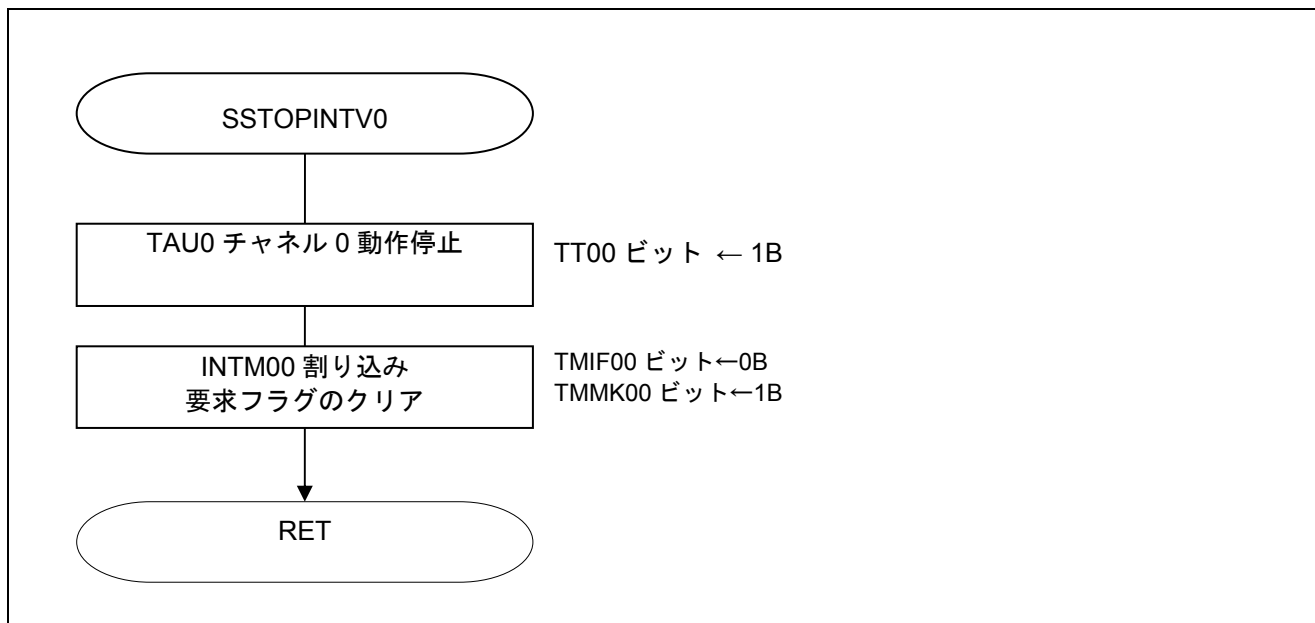 SSTOPINTV0
TAU0 チャネル 0 動作停止
TT00 ビット ← 1B
INTM00 割り込み
要求フラグのクリア
TMIF00 ビット←0B
TMMK00 ビット←1B
RET